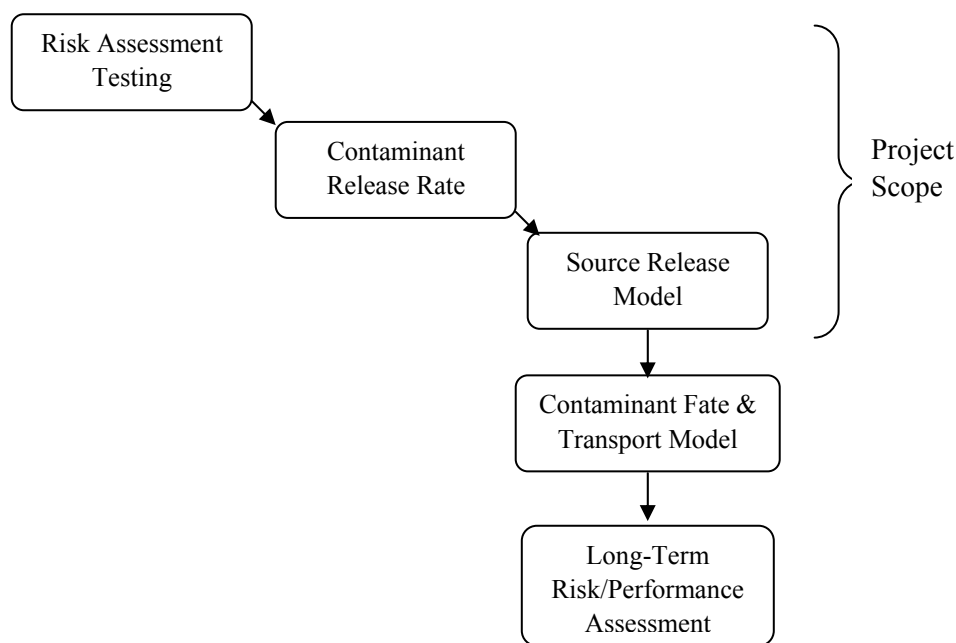 Risk Assessment
Testing
Contaminant
Release Rate
Project
Scope
Source Release
Model
Contaminant Fate &
Transport Model
Long-Term
Risk/Performance
Assessment